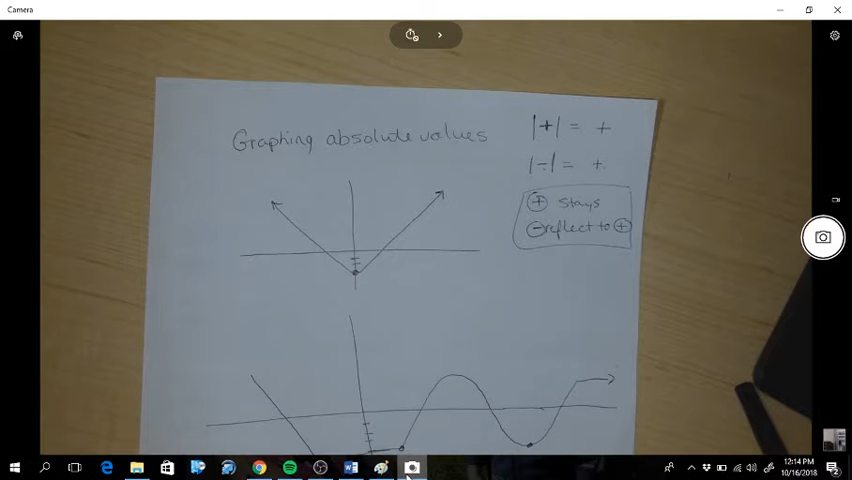 Camera
Graphing absolute values
|+| = +
|-| = +
+ stays
- reflect to +
12:14 PM
10/16/2018